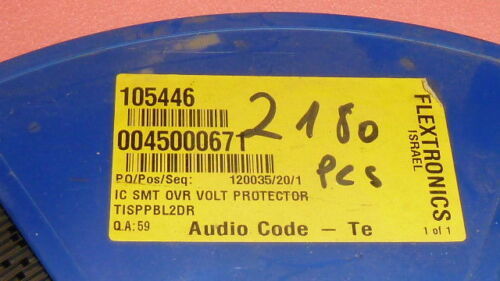 105446
0045000671
2180
pcs
PO/Pos/Seq: 120035/20/1
IC SMT OVR VOLT PROTECTOR
TISPPBL2DR
Q.A: 59
Audio Code - Te
FLEXTRONICS
ISRAEL
1 of 1